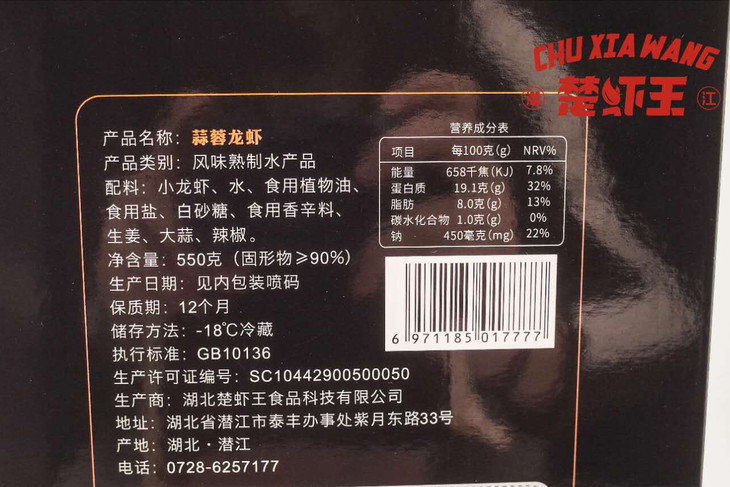 CHU XIA WANG
潜 楚虾王 江
产品名称：蒜蓉龙虾
产品类别：风味熟制水产品
配料：小龙虾、水、食用植物油、
食用盐、白砂糖、食用香辛料、
生姜、大蒜、辣椒。
净含量：550克（固形物≥90%）
生产日期：见内包装喷码
保质期：12个月
储存方法：-18℃冷藏
执行标准：GB10136
生产许可证编号：SC10442900500050
生产商：湖北楚虾王食品科技有限公司
地址：湖北省潜江市泰丰办事处紫月东路33号
产地：湖北·潜江
电话：0728-6257177
营养成分表
项目 每100克(g) NRV%
能量 658千焦(KJ) 7.8%
蛋白质 19.1克(g) 32%
脂肪 8.0克(g) 13%
碳水化合物 1.0克(g) 0%
钠 450毫克(mg) 22%
6 971185 017777